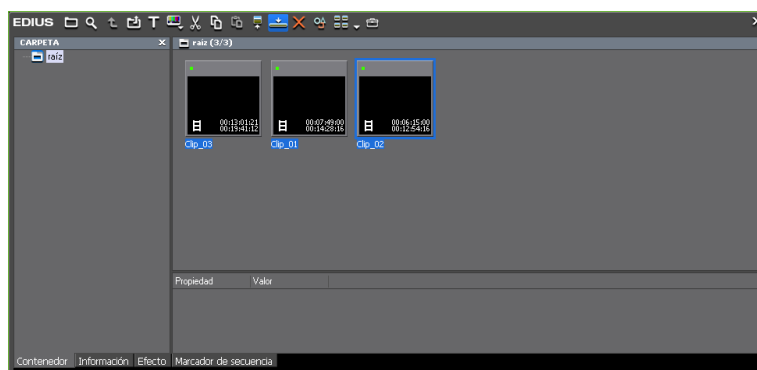 EDIUS
CARPETA
raíz
raiz (3/3)
00:13:01:21
00:19:41:12
Clip_03
00:07:49:00
00:14:28:16
Clip_01
00:06:15:00
00:12:54:16
Clip_02
Propiedad Valor
Contenedor Información Efecto Marcador de secuencia